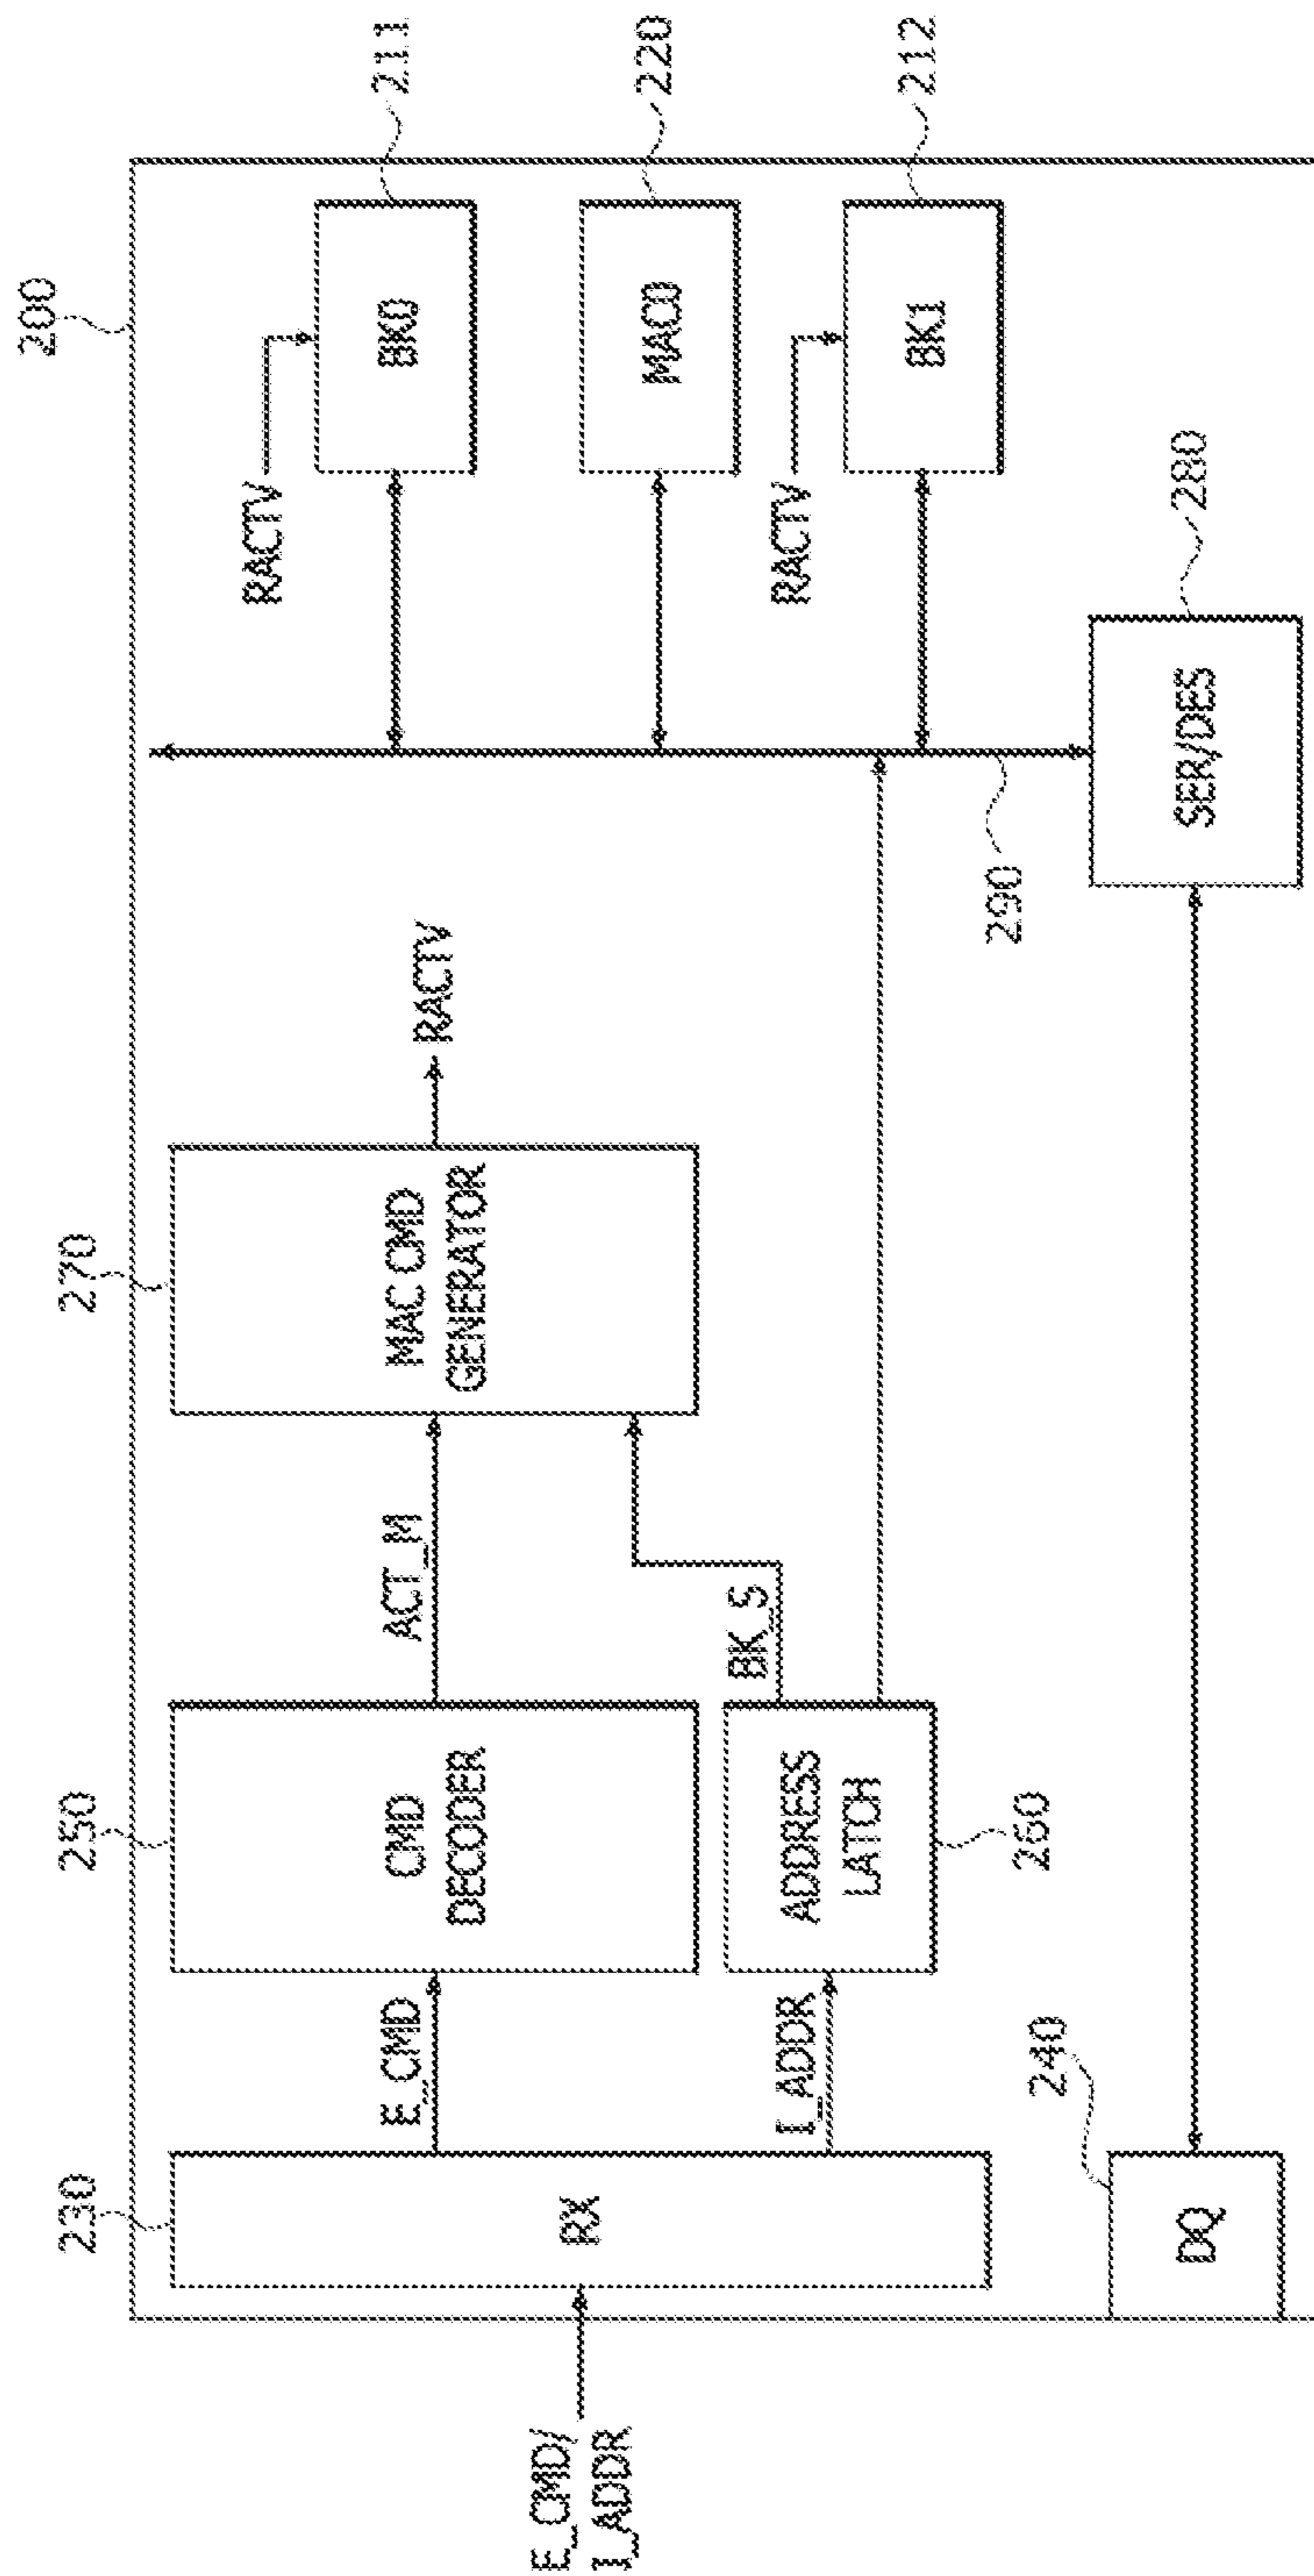 200
230
250
270
E_CMD/
I_ADDR
RX
E_CMD
I_ADDR
CMD
DECODER
ACT_M
MAC CMD
GENERATOR
RACTV
ADDRESS
LATCH
260
BK_S
RACTV
BK0
211
MAC0
220
RACTV
BK1
212
290
240
DQ
SER/DES
280